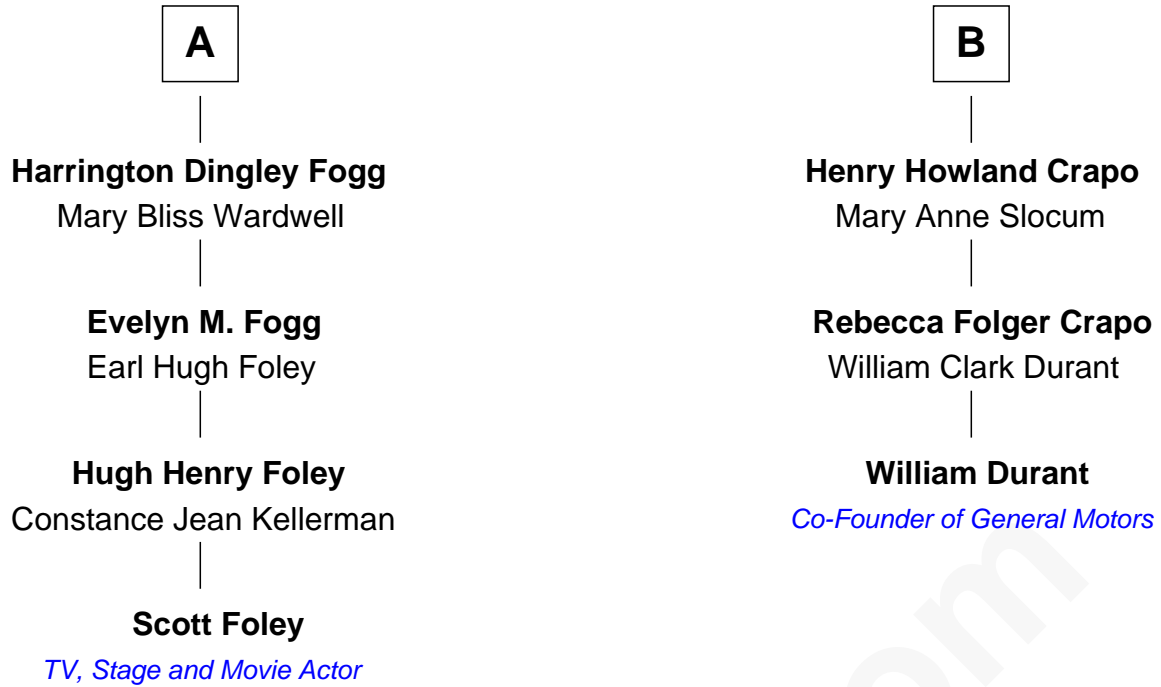 A
Harrington Dingley Fogg
Mary Bliss Wardwell
Evelyn M. Fogg
Earl Hugh Foley
Hugh Henry Foley
Constance Jean Kellerman
Scott Foley
TV, Stage and Movie Actor
B
Henry Howland Crapo
Mary Anne Slocum
Rebecca Folger Crapo
William Clark Durant
William Durant
Co-Founder of General Motors
om